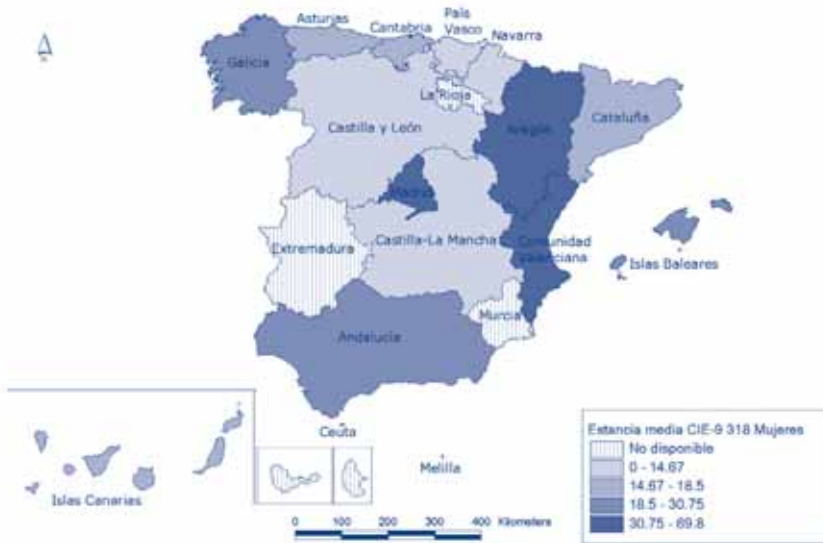 Asturias
Cantabria
País
Vasco
Navarra
Galicia
La Rioja
Castilla y León
Aragón
Cataluña
Madrid
Extremadura
Castilla-La Mancha
Comunidad
Valenciana
Islas Baleares
Murcia
Andalucía
Ceuta
Melilla
Islas Canarias
Estancia media CIE-9 318 Mujeres
No disponible
0 - 14.67
14.67 - 18.5
18.5 - 30.75
30.75 - 69.8
0 100 200 300 400 Kilometers